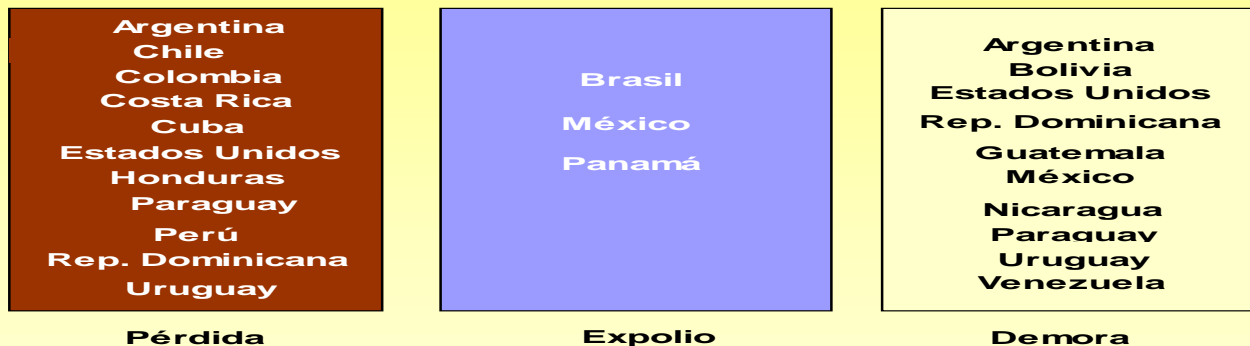 Argentina
Chile
Colombia
Costa Rica
Cuba
Estados Unidos
Honduras
Paraguay
Perú
Rep. Dominicana
Uruguay
Pérdida
Brasil
México
Panamá
Expolio
Argentina
Bolivia
Estados Unidos
Rep. Dominicana
Guatemala
México
Nicaragua
Paraguay
Uruguay
Venezuela
Demora